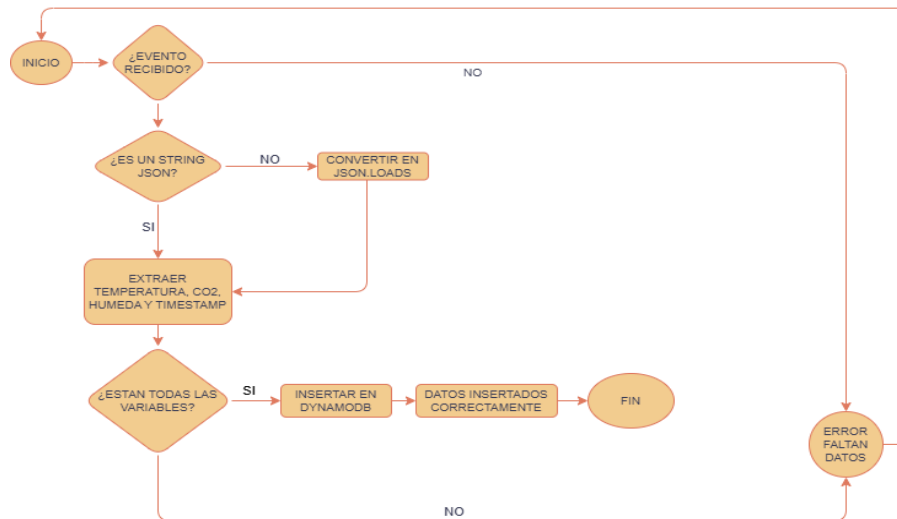 INICIO
¿EVENTO
RECIBIDO?
NO
¿ES UN STRING
JSON?
NO
CONVERTIR EN
JSON.LOADS
SI
EXTRAER
TEMPERATURA, CO2,
HUMEDA Y TIMESTAMP
¿ESTAN TODAS LAS
VARIABLES?
SI
INSERTAR EN
DYNAMODB
DATOS INSERTADOS
CORRECTAMENTE
FIN
ERROR
FALTAN
DATOS
NO